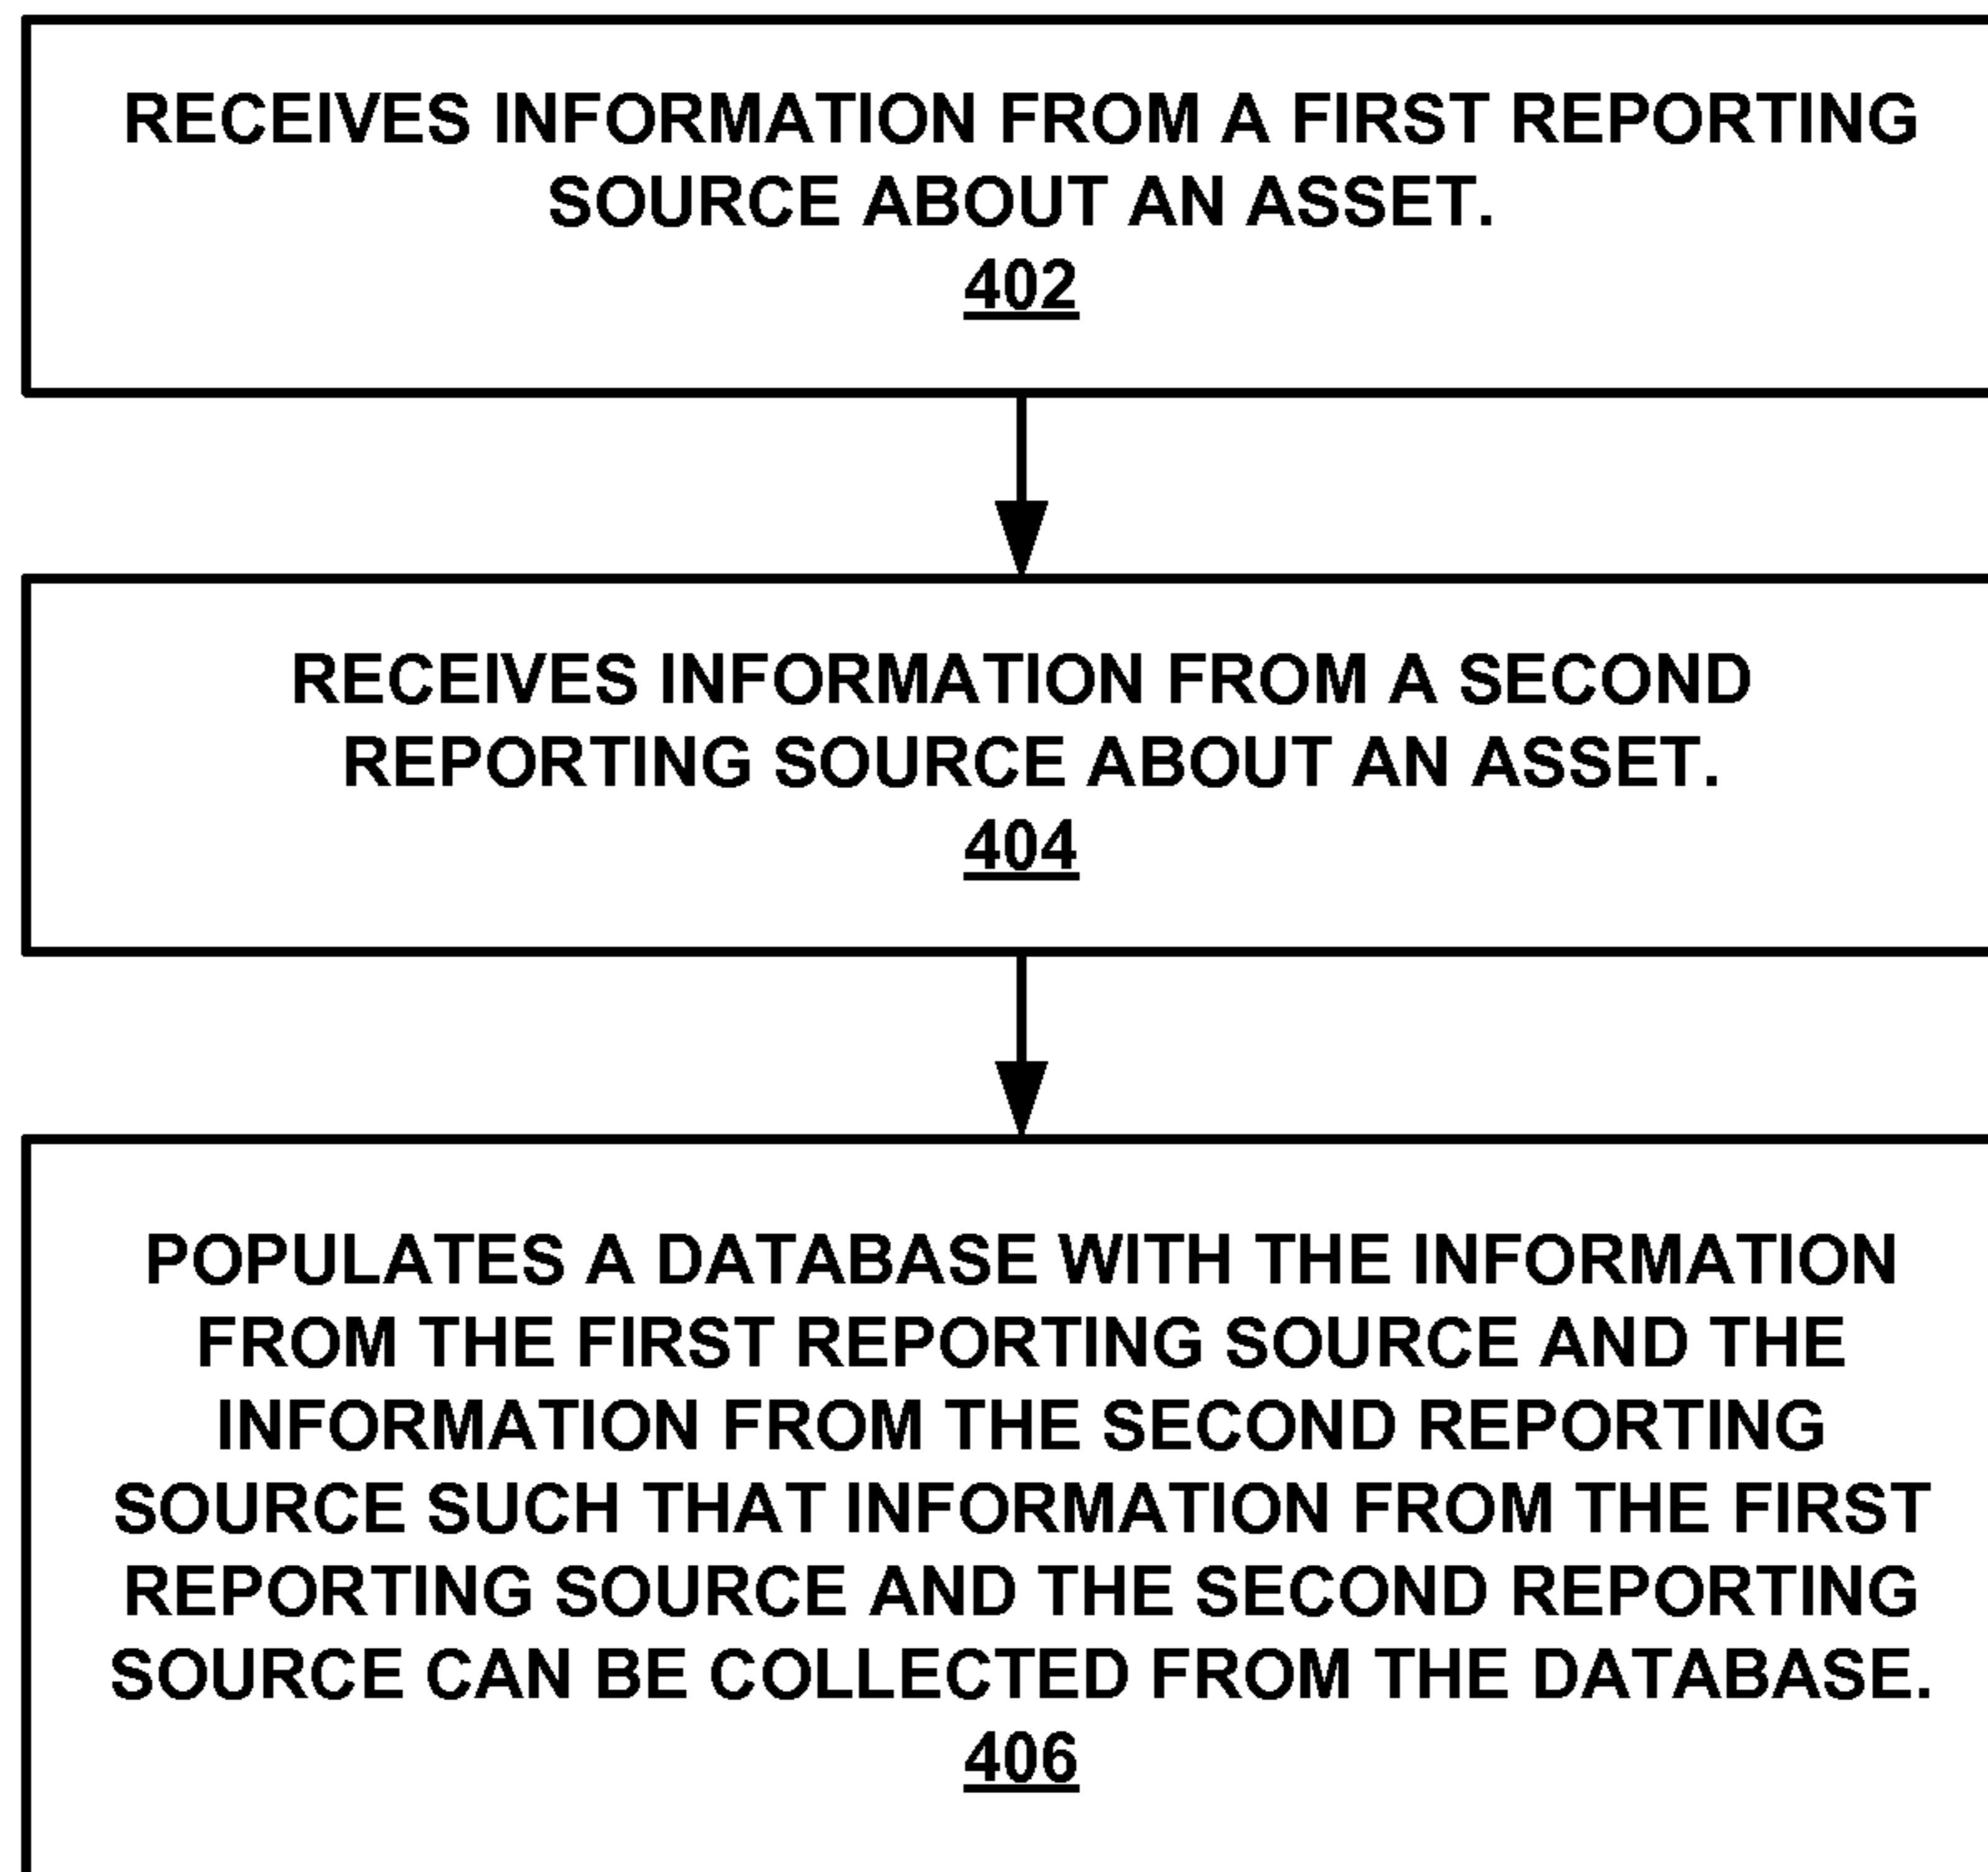 RECEIVES INFORMATION FROM A FIRST REPORTING
SOURCE ABOUT AN ASSET.
402
RECEIVES INFORMATION FROM A SECOND
REPORTING SOURCE ABOUT AN ASSET.
404
POPULATES A DATABASE WITH THE INFORMATION
FROM THE FIRST REPORTING SOURCE AND THE
INFORMATION FROM THE SECOND REPORTING
SOURCE SUCH THAT INFORMATION FROM THE FIRST
REPORTING SOURCE AND THE SECOND REPORTING
SOURCE CAN BE COLLECTED FROM THE DATABASE.
406